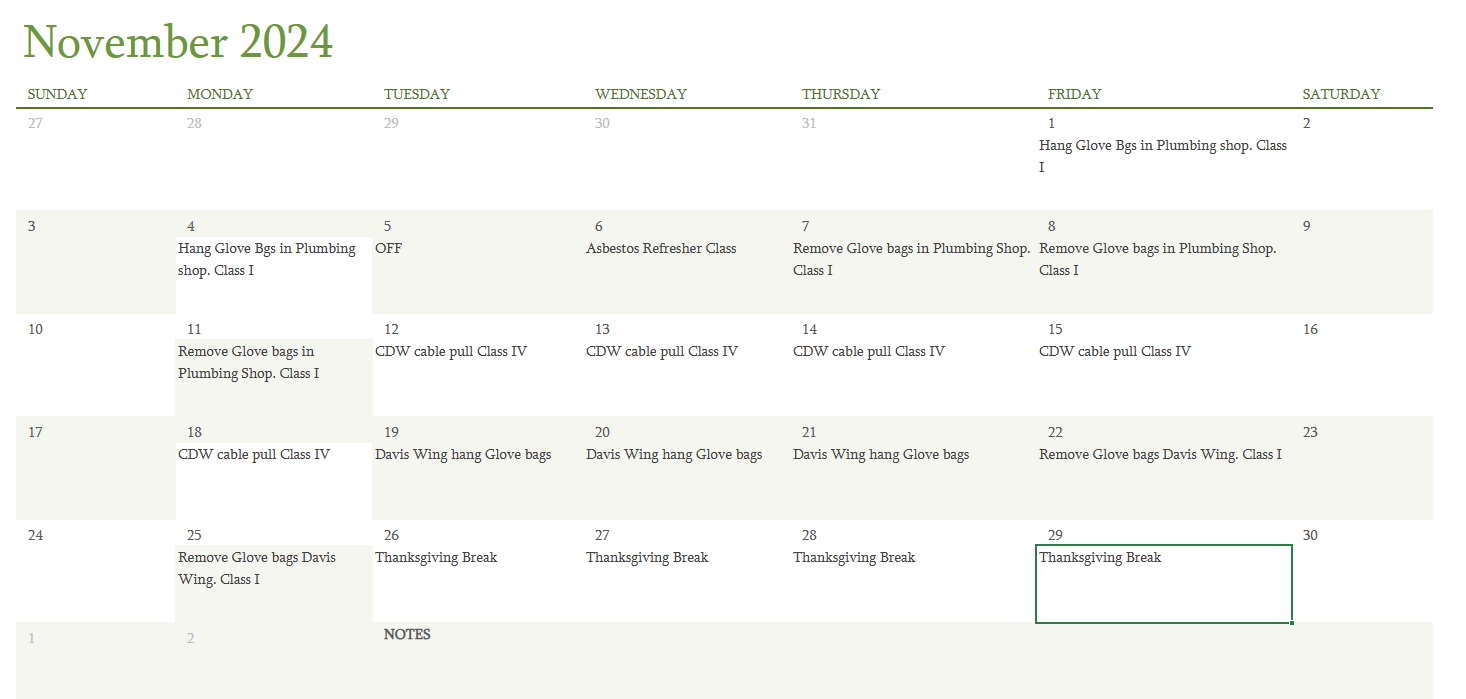 November 2024
SUNDAY MONDAY TUESDAY WEDNESDAY THURSDAY FRIDAY SATURDAY
27 28 29 30 31 1 2
Hang Glove Bgs in Plumbing shop. Class
I
3 4 5 6 7 8 9
Hang Glove Bgs in Plumbing OFF Asbestos Refresher Class Remove Glove bags in Plumbing Shop. Remove Glove bags in Plumbing Shop.
shop. Class I Class I Class I
10 11 12 13 14 15 16
Remove Glove bags in CDW cable pull Class IV CDW cable pull Class IV CDW cable pull Class IV CDW cable pull Class IV
Plumbing Shop. Class I
17 18 19 20 21 22 23
CDW cable pull Class IV Davis Wing hang Glove bags Davis Wing hang Glove bags Davis Wing hang Glove bags Remove Glove bags Davis Wing. Class I
24 25 26 27 28 29 30
Remove Glove bags Davis Thanksgiving Break Thanksgiving Break Thanksgiving Break Thanksgiving Break
Wing. Class I
1 2 NOTES